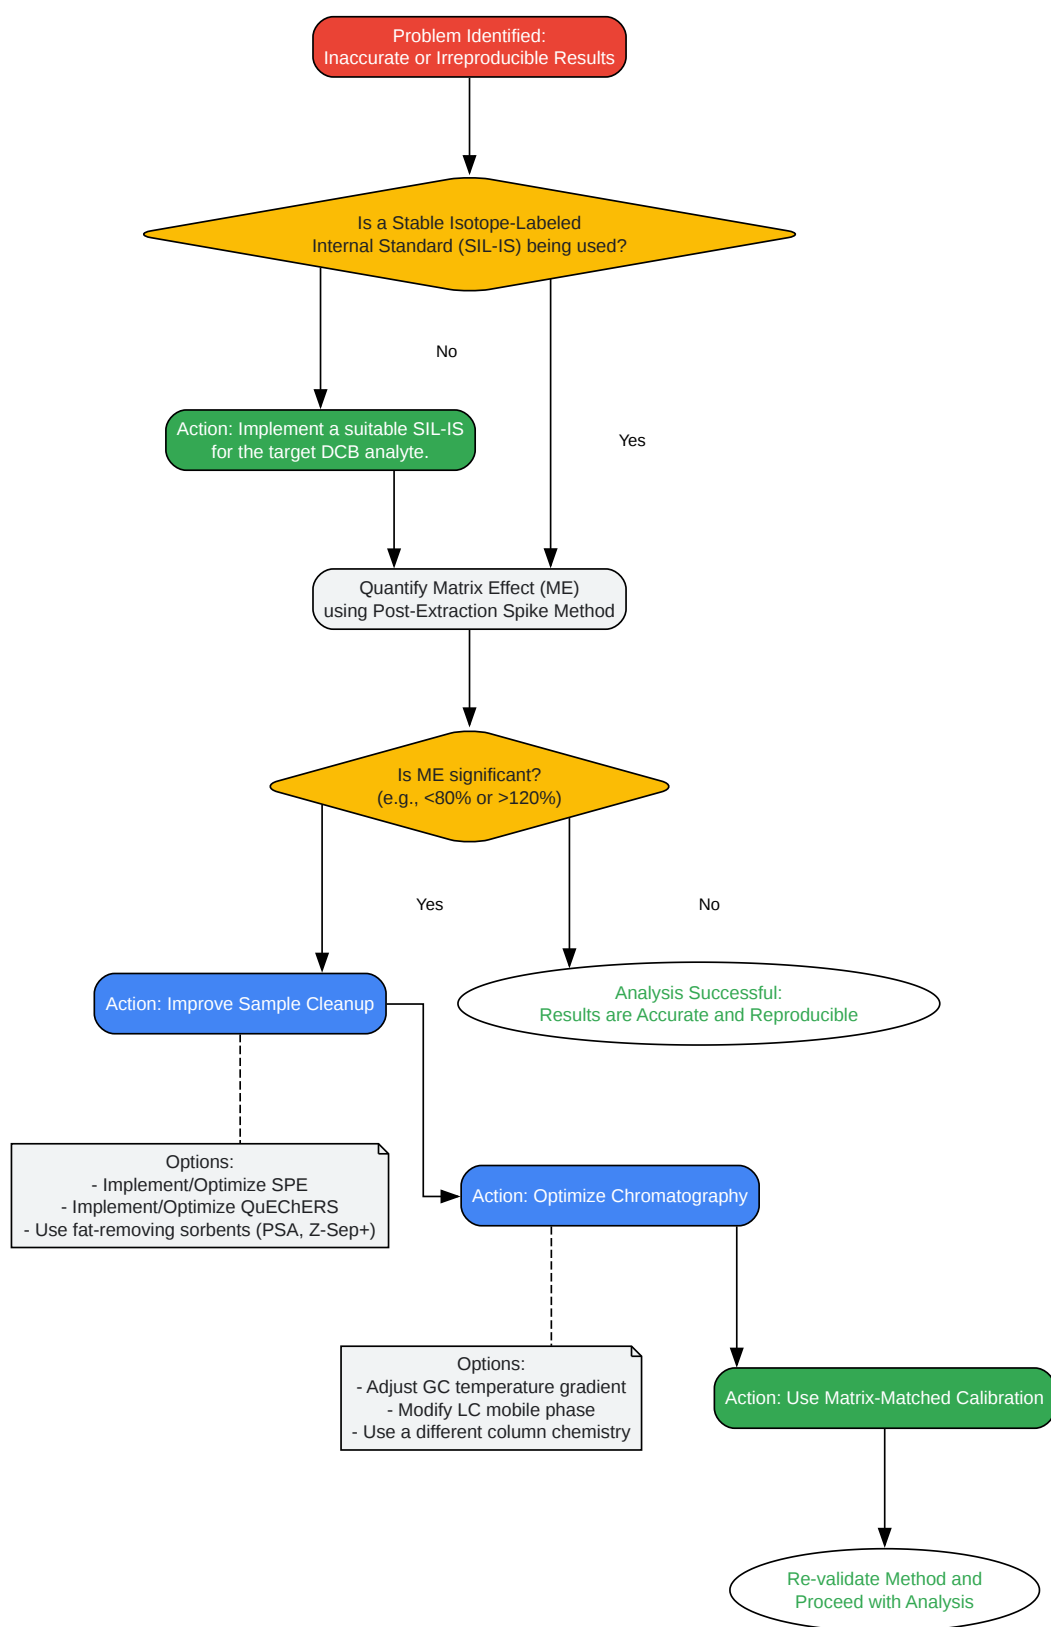 Problem Identified:
Inaccurate or Irreproducible Results
Is a Stable Isotope-Labeled
Internal Standard (SIL-IS) being used?
No
Action: Implement a suitable SIL-IS
for the target DCB analyte.
Yes
Quantify Matrix Effect (ME)
using Post-Extraction Spike Method
Is ME significant?
(e.g., <80% or >120%)
Yes
No
Action: Improve Sample Cleanup
Analysis Successful:
Results are Accurate and Reproducible
Options:
- Implement/Optimize SPE
- Implement/Optimize QuEChERS
- Use fat-removing sorbents (PSA, Z-Sep+)
Action: Optimize Chromatography
Options:
- Adjust GC temperature gradient
- Modify LC mobile phase
- Use a different column chemistry
Action: Use Matrix-Matched Calibration
Re-validate Method and
Proceed with Analysis